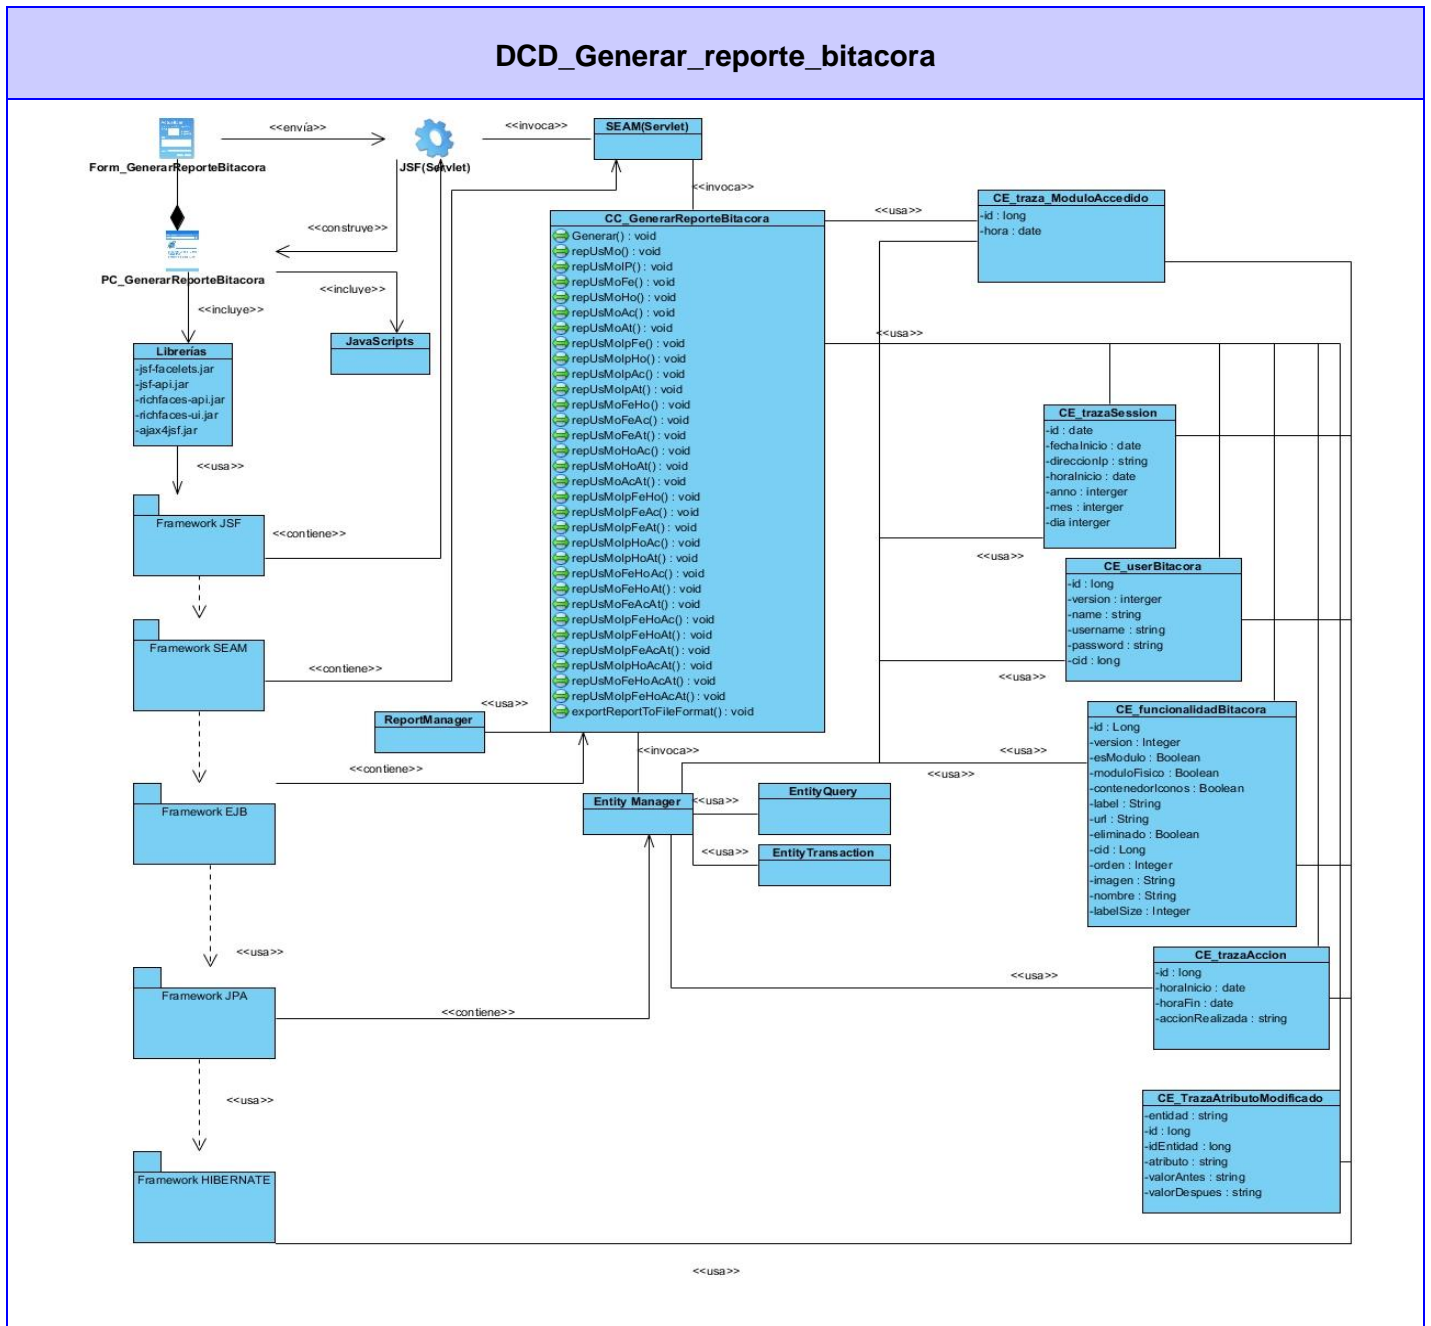 DCD_Generar_reporte_bitacora
<<envía>>
<<invoca>>
SEAM(Servlet)
Form_GenerarReporteBitacora
JSF(Servlet)
<<invoca>>
<<construye>>
PC_GenerarReporteBitacora
<<incluye>>
<<incluye>>
Librerías
-jsf-facelets.jar
-jsf-api.jar
-richfaces-api.jar
-richfaces-ui.jar
-ajax4jsf.jar
JavaScripts
<<usa>>
Framework JSF
<<contiene>>
Framework SEAM
<<contiene>>
CC_GenerarReporteBitacora
Generar() : void
repUsMo() : void
repUsMoIP() : void
repUsMoFe() : void
repUsMoHo() : void
repUsMoAc() : void
repUsMoAt() : void
repUsMoIpFe() : void
repUsMoIpHo() : void
repUsMoIpAc() : void
repUsMoIpAt() : void
repUsMoFeHo() : void
repUsMoFeAc() : void
repUsMoFeAt() : void
repUsMoHoAc() : void
repUsMoHoAt() : void
repUsMoAcAt() : void
repUsMoIpFeHo() : void
repUsMoIpFeAc() : void
repUsMoIpFeAt() : void
repUsMoIpHoAc() : void
repUsMoIpHoAt() : void
repUsMoFeHoAc() : void
repUsMoFeHoAt() : void
repUsMoFeAcAt() : void
repUsMoIpFeHoAc() : void
repUsMoIpFeHoAt() : void
repUsMoIpFeAcAt() : void
repUsMoIpHoAcAt() : void
repUsMoFeHoAcAt() : void
repUsMoIpFeHoAcAt() : void
exportReportToFileFormat() : void
<<usa>>
CE_traza_ModuloAccedido
-id : long
-hora : date
<<usa>>
CE_trazaSession
-id : date
-fechaInicio : date
-direccionIp : string
-horaInicio : date
-anno : interger
-mes : interger
-dia interger
<<usa>>
CE_userBitacora
-id : long
-version : interger
-name : string
-username : string
-password : string
-cid : long
<<usa>>
<<usa>>
ReportManager
<<contiene>>
<<invoca>>
<<usa>>
<<usa>>
CE_funcionalidadBitacora
-id : Long
-version : Integer
-esModulo : Boolean
-moduloFisico : Boolean
-contenedorIconos : Boolean
-label : String
-url : String
-eliminado : Boolean
-cid : Long
-orden : Integer
-imagen : String
-nombre : String
-labelSize : Integer
Framework EJB
Entity Manager
<<usa>>
EntityQuery
<<usa>>
EntityTransaction
<<usa>>
<<usa>>
CE_trazaAccion
-id : long
-horaInicio : date
-horaFin : date
-accionRealizada : string
Framework JPA
<<contiene>>
<<usa>>
CE_TrazaAtributoModificado
-entidad : string
-id : long
-idEntidad : long
-atributo : string
-valorAntes : string
-valorDespues : string
Framework HIBERNATE
<<usa>>